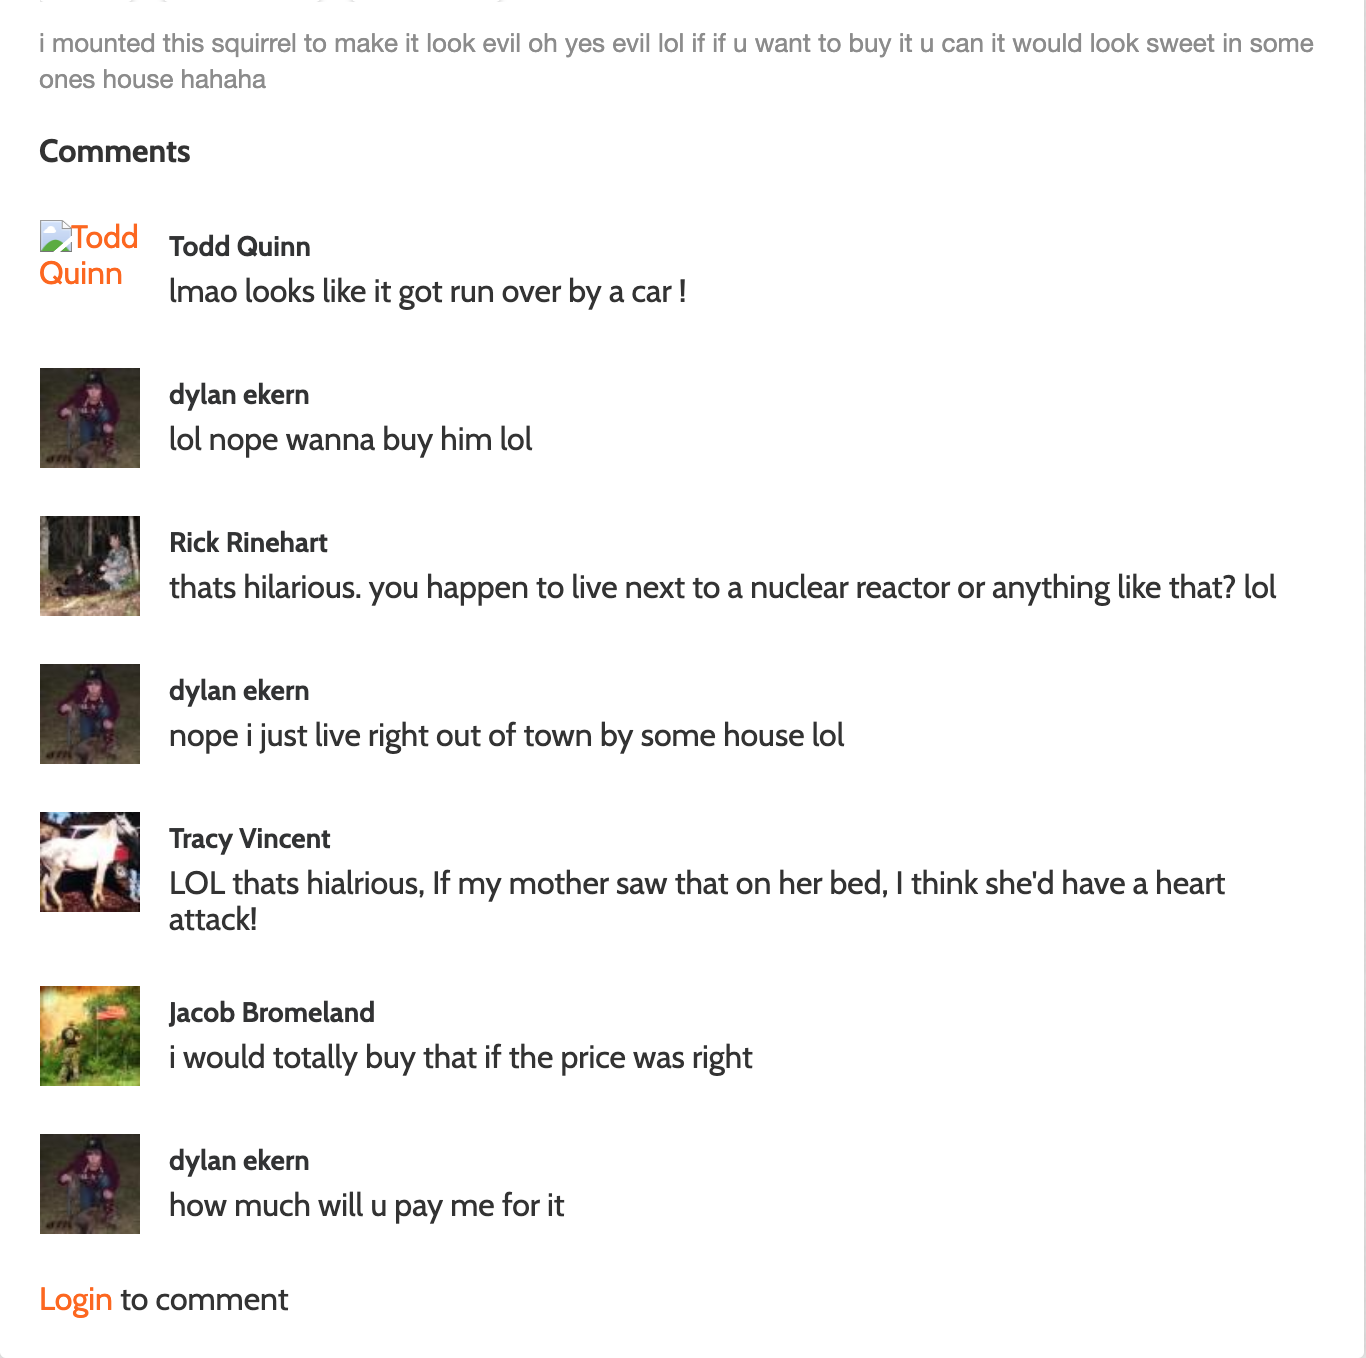 i mounted this squirrel to make it look evil oh yes evil lol if if u want to buy it u can it would look sweet in some
ones house hahaha
Comments
Todd
Quinn
Todd Quinn
lmao looks like it got run over by a car !
dylan ekern
lol nope wanna buy him lol
Rick Rinehart
thats hilarious. you happen to live next to a nuclear reactor or anything like that? lol
dylan ekern
nope i just live right out of town by some house lol
Tracy Vincent
LOL thats hialrious, If my mother saw that on her bed, I think she'd have a heart
attack!
Jacob Bromeland
i would totally buy that if the price was right
dylan ekern
how much will u pay me for it
Login to comment